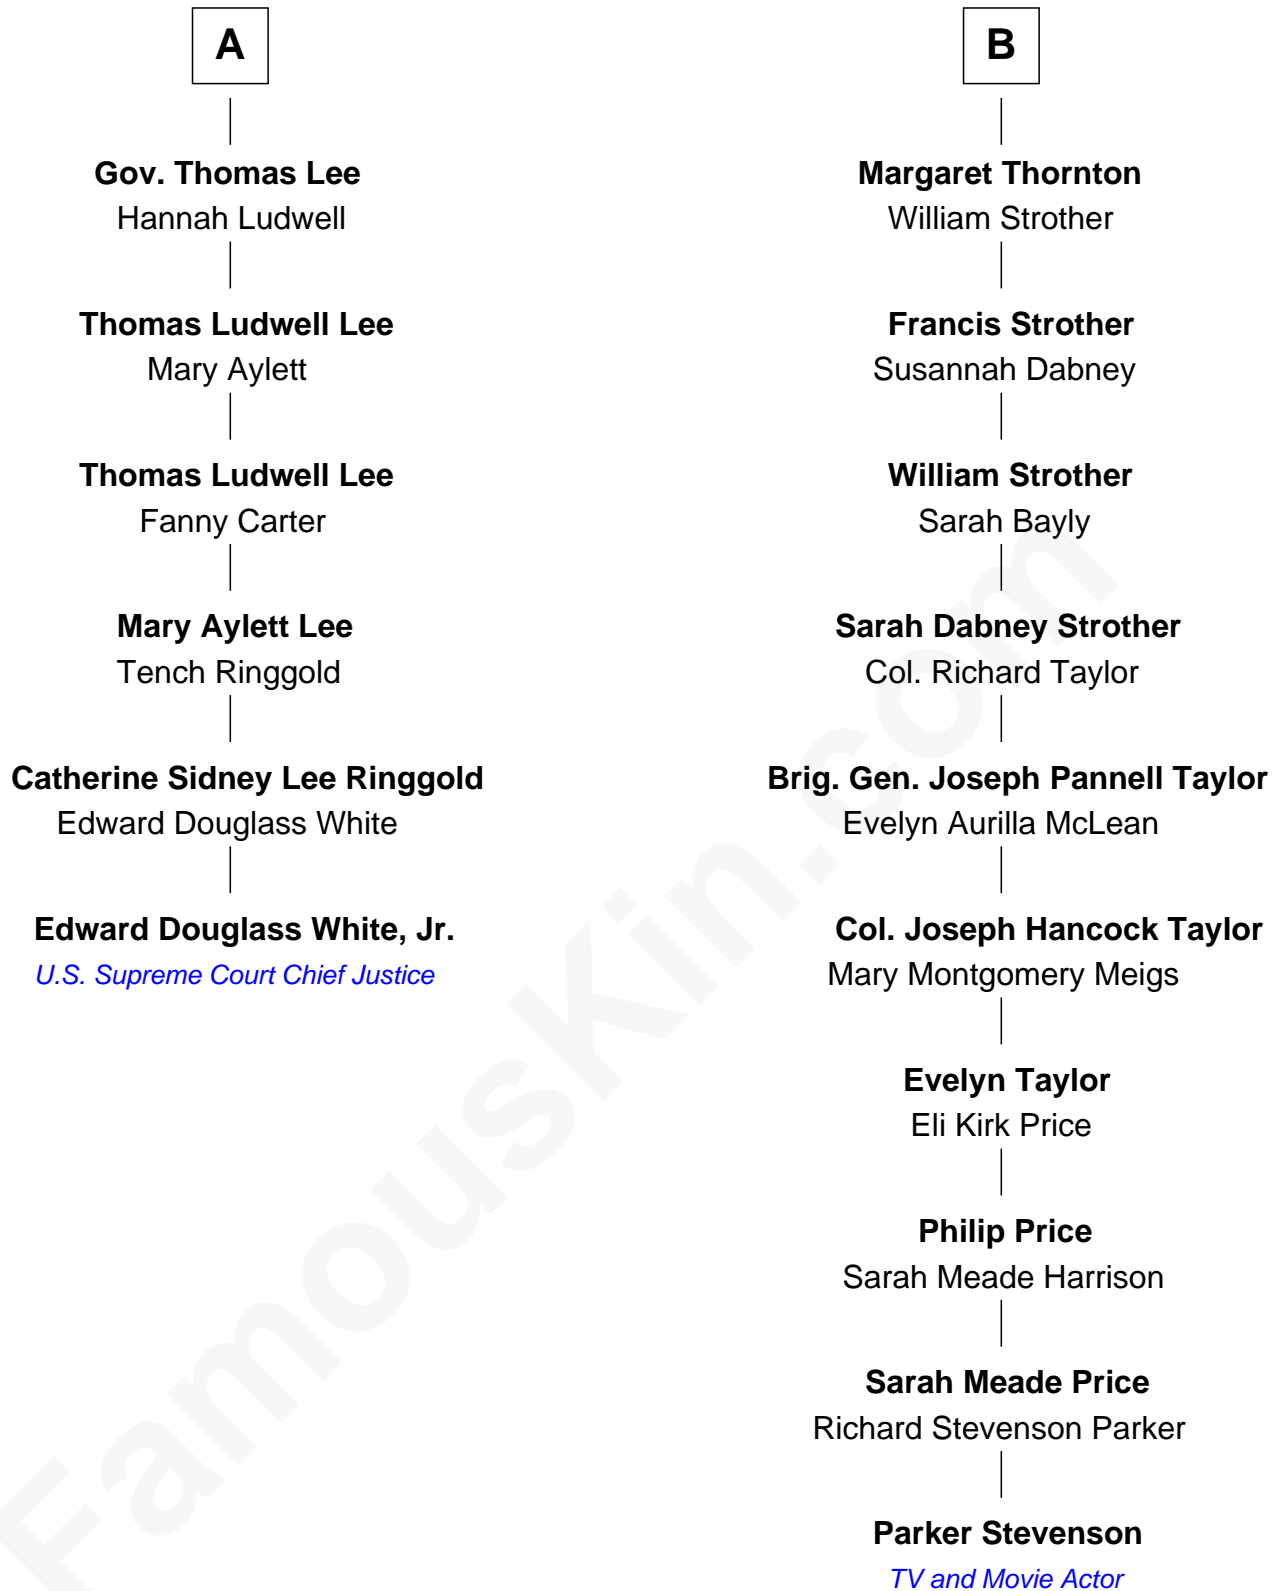 A
Gov. Thomas Lee
Hannah Ludwell
Thomas Ludwell Lee
Mary Aylett
Thomas Ludwell Lee
Fanny Carter
Mary Aylett Lee
Tench Ringgold
Catherine Sidney Lee Ringgold
Edward Douglass White
Edward Douglass White, Jr.
U.S. Supreme Court Chief Justice
B
Margaret Thornton
William Strother
Francis Strother
Susannah Dabney
William Strother
Sarah Bayly
Sarah Dabney Strother
Col. Richard Taylor
Brig. Gen. Joseph Pannell Taylor
Evelyn Aurilla McLean
Col. Joseph Hancock Taylor
Mary Montgomery Meigs
Evelyn Taylor
Eli Kirk Price
Philip Price
Sarah Meade Harrison
Sarah Meade Price
Richard Stevenson Parker
Parker Stevenson
TV and Movie Actor
FamousKin.com